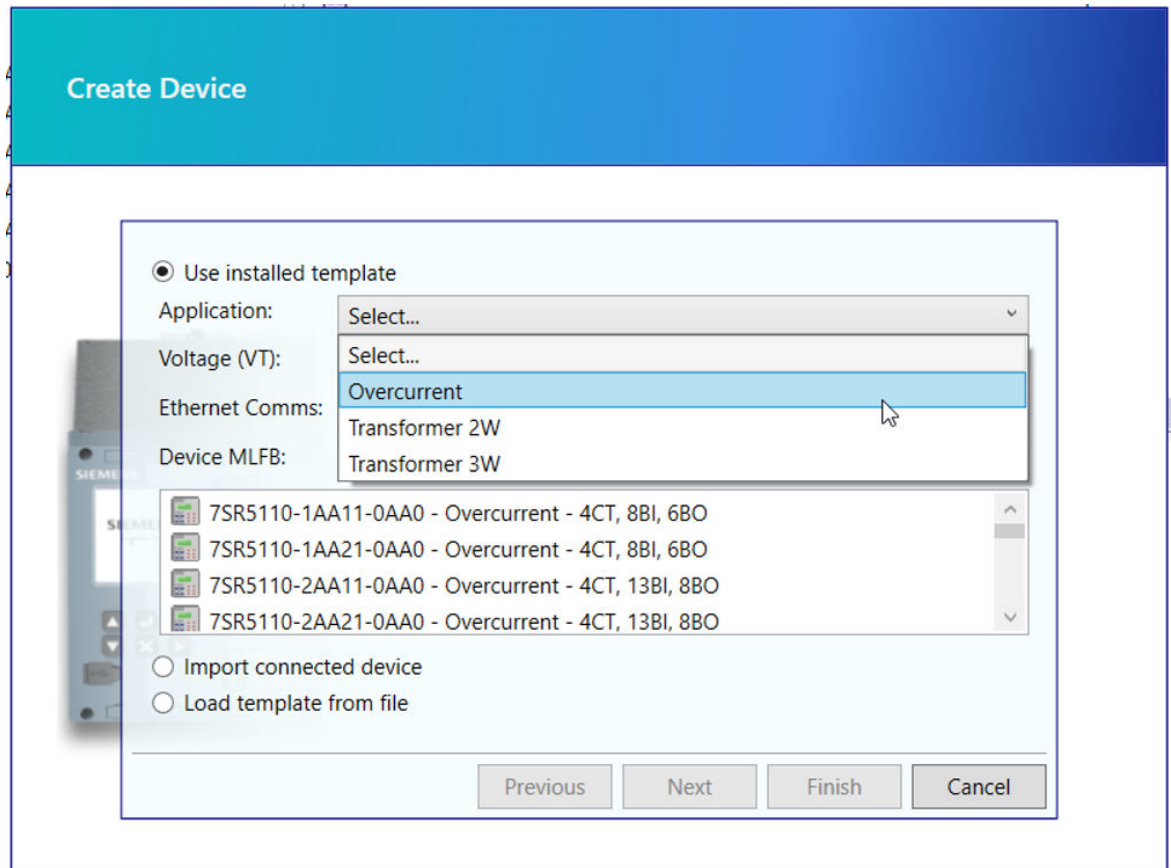 Create Device
Use installed template
Application:
Select...
Voltage (VT):
Select...
Overcurrent
Ethernet Comms:
Transformer 2W
Device MLFB:
Transformer 3W
7SR5110-1AA11-0AA0 - Overcurrent - 4CT, 8BI, 6BO
7SR5110-1AA21-0AA0 - Overcurrent - 4CT, 8BI, 6BO
7SR5110-2AA11-0AA0 - Overcurrent - 4CT, 13BI, 8BO
7SR5110-2AA21-0AA0 - Overcurrent - 4CT, 13BI, 8BO
Import connected device
Load template from file
Previous
Next
Finish
Cancel